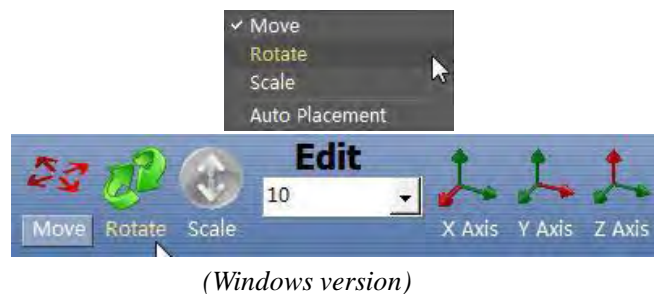 ✓ Move
Rotate
Scale
Auto Placement
Edit
10
Move Rotate Scale X Axis Y Axis Z Axis
(Windows version)